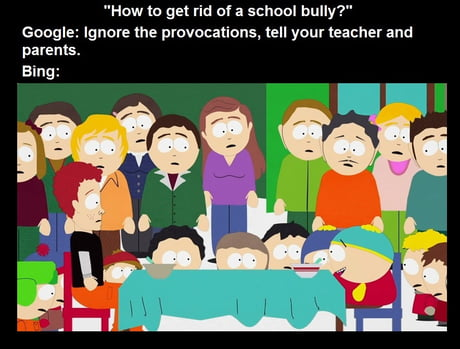 "How to get rid of a school bully?"
Google: Ignore the provocations, tell your teacher and
parents.
Bing: